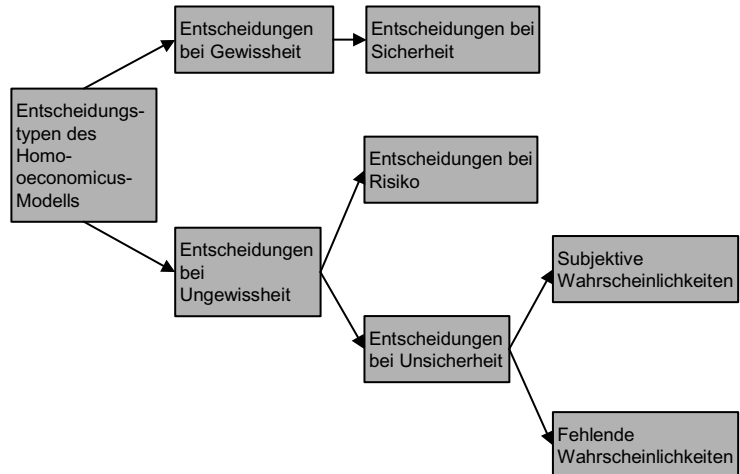 Entscheidungen
bei Gewissheit
Entscheidungen bei
Sicherheit
Entscheidungs-
typen des
Homo-
oeconomicus-
Modells
Entscheidungen bei
Risiko
Entscheidungen
bei
Ungewissheit
Subjektive
Wahrscheinlichkeiten
Entscheidungen
bei Unsicherheit
Fehlende
Wahrscheinlichkeiten